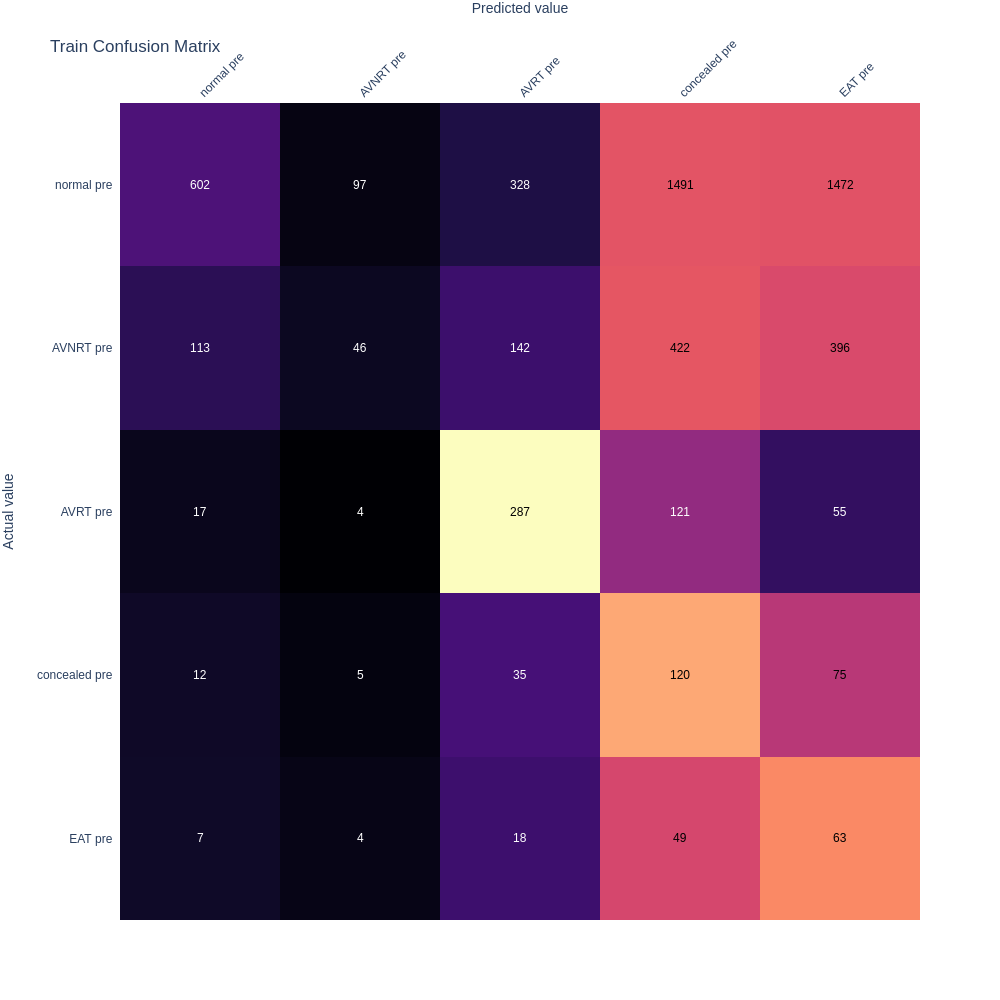 Predicted value
Train Confusion Matrix
normal pre AVNRT pre AVRT pre concealed pre EAT pre
normal pre 602 97 328 1491 1472
AVNRT pre 113 46 142 422 396
AVRT pre 17 4 287 121 55
concealed pre 12 5 35 120 75
EAT pre 7 4 18 49 63
Actual value